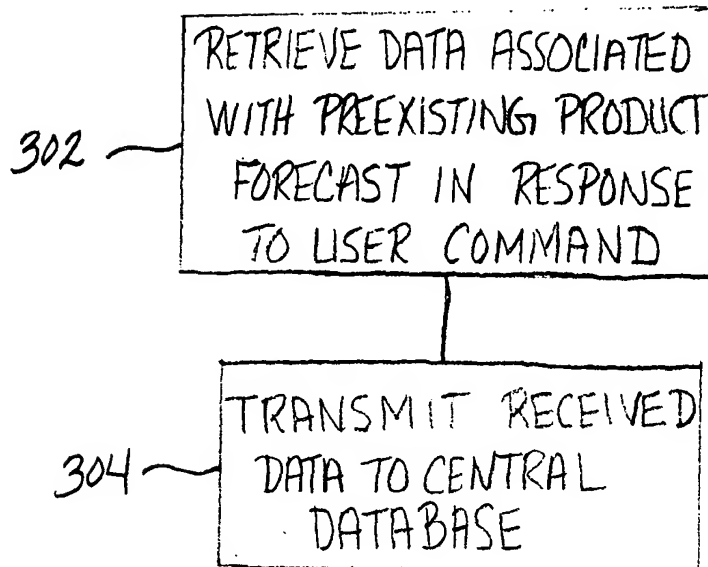 RETRIEVE DATA ASSOCIATED
WITH PREEXISTING PRODUCT
FORECAST IN RESPONSE
TO USER COMMAND
302
TRANSMIT RECEIVED
DATA TO CENTRAL
DATABASE
304